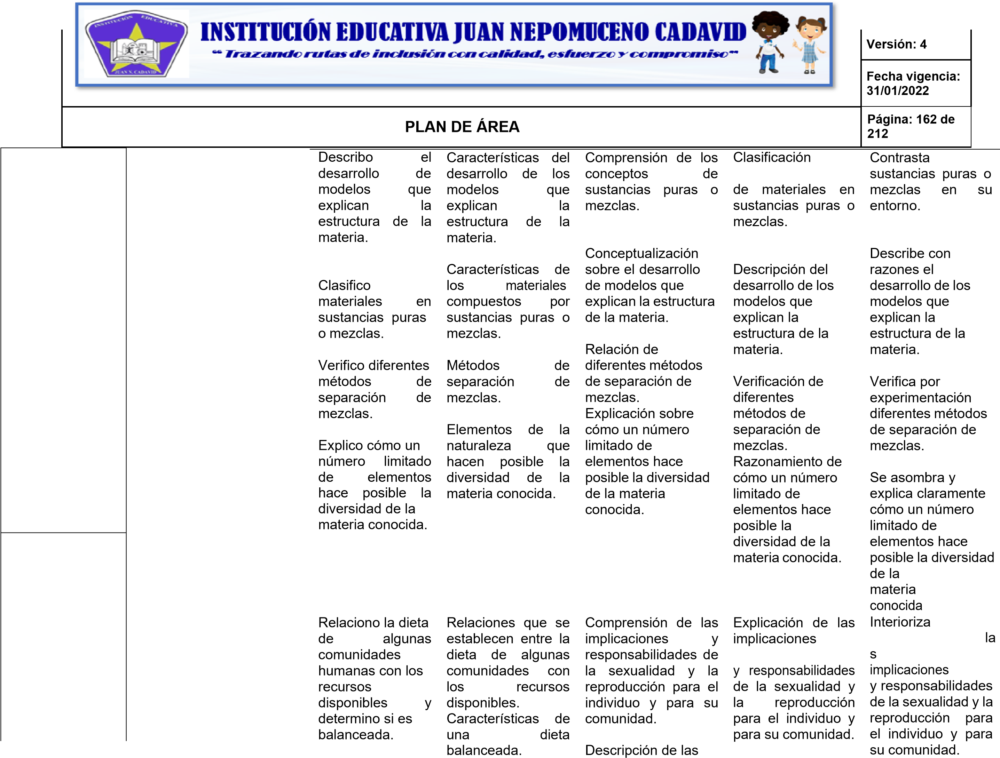 INSTITUCIÓN EDUCATIVA
JUAN N. CADAVID
INSTITUCIÓN EDUCATIVA JUAN NEPOMUCENO CADAVID
“ Trazando rutas de inclusión con calidad, esfuerzo y compromiso“
Versión: 4
Fecha vigencia:
31/01/2022
PLAN DE ÁREA
Página: 162 de
212
Describo el
desarrollo de
modelos que
explican la
estructura de la
materia.
Clasifico
materiales en
sustancias puras
o mezclas.
Verifico diferentes
métodos de
separación de
mezclas.
Explico cómo un
número limitado
de elementos
hace posible la
diversidad de la
materia conocida.
Características del
desarrollo de los
modelos que
explican la
estructura de la
materia.
Características de
los materiales
compuestos por
sustancias puras o
mezclas.
Métodos de
separación de
mezclas.
Elementos de la
naturaleza que
hacen posible la
diversidad de la
materia conocida.
Comprensión de los
conceptos de
sustancias puras o
mezclas.
Conceptualización
sobre el desarrollo
de modelos que
explican la estructura
de la materia.
Relación de
diferentes métodos
de separación de
mezclas.
Explicación sobre
cómo un número
limitado de
elementos hace
posible la diversidad
de la materia
conocida.
Clasificación
de materiales en
sustancias puras o
mezclas.
Descripción del
desarrollo de los
modelos que
explican la
estructura de la
materia.
Verificación de
diferentes
métodos de
separación de
mezclas.
Razonamiento de
cómo un número
limitado de
elementos hace
posible la
diversidad de la
materia conocida.
Contrasta
sustancias puras o
mezclas en su
entorno.
Describe con
razones el
desarrollo de los
modelos que
explican la
estructura de la
materia.
Verifica por
experimentación
diferentes métodos
de separación de
mezclas.
Se asombra y
explica claramente
cómo un número
limitado de
elementos hace
posible la diversidad
de la
materia
conocida
Relaciono la dieta
de algunas
comunidades
humanas con los
recursos
disponibles y
determino si es
balanceada.
Relaciones que se
establecen entre la
dieta de algunas
comunidades con
los recursos
disponibles.
Características de
una dieta
balanceada.
Comprensión de las
implicaciones y
responsabilidades de
la sexualidad y la
reproducción para el
individuo y para su
comunidad.
Descripción de las
Explicación de las
implicaciones
y responsabilidades
de la sexualidad y
la reproducción
para el individuo y
para su comunidad.
Interioriza
la
s
implicaciones
y responsabilidades
de la sexualidad y la
reproducción para
el individuo y para
su comunidad.